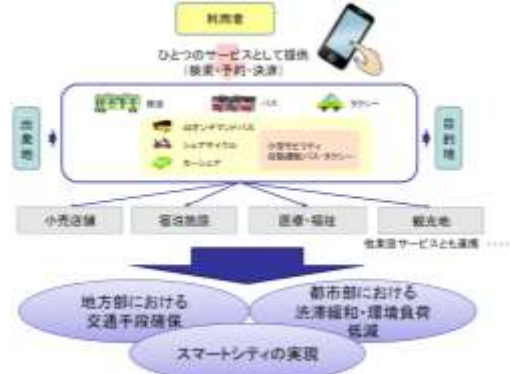 利用者
ひとつのサービスとして提供
(検索・予約・決済)
出発地
鉄道
バス
タクシー
目的地
AIオンデマンドバス
シェアサイクル
カーシェア
小型モビリティ
自動運転バス・タクシー
小売店舗
宿泊施設
医療・福祉
観光地
他業種サービスとも連携 ‥‥
地方部における
交通手段確保
都市部における
渋滞緩和・環境負荷
低減
スマートシティの実現